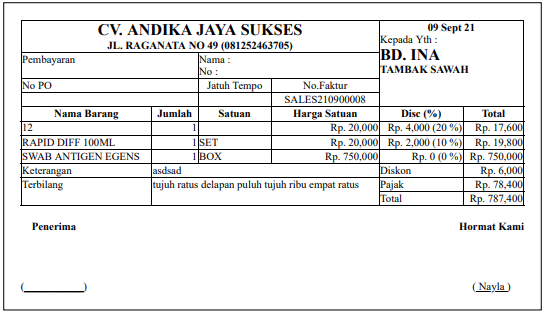 CV. ANDIKA JAYA SUKSES
JL. RAGANATA NO 49 (081252463705)
09 Sept 21
Kepada Yth :
BD. INA
TAMBAK SAWAH
Pembayaran
Nama :
No :
No PO
Jatuh Tempo
No.Faktur
SALES210900008
Nama Barang Jumlah Satuan Harga Satuan Disc (%) Total
12 1 Rp. 20,000 Rp. 4,000 (20 %) Rp. 17,600
RAPID DIFF 100ML 1 SET Rp. 20,000 Rp. 2,000 (10 %) Rp. 19,800
SWAB ANTIGEN EGENS 1 BOX Rp. 750,000 Rp. 0 (0 %) Rp. 750,000
Keterangan asdsad Diskon Rp. 6,000
Terbilang tujuh ratus delapan puluh tujuh ribu empat ratus Pajak Rp. 78,400
Total Rp. 787,400
Penerima Hormat Kami
(__________) ( Nayla )